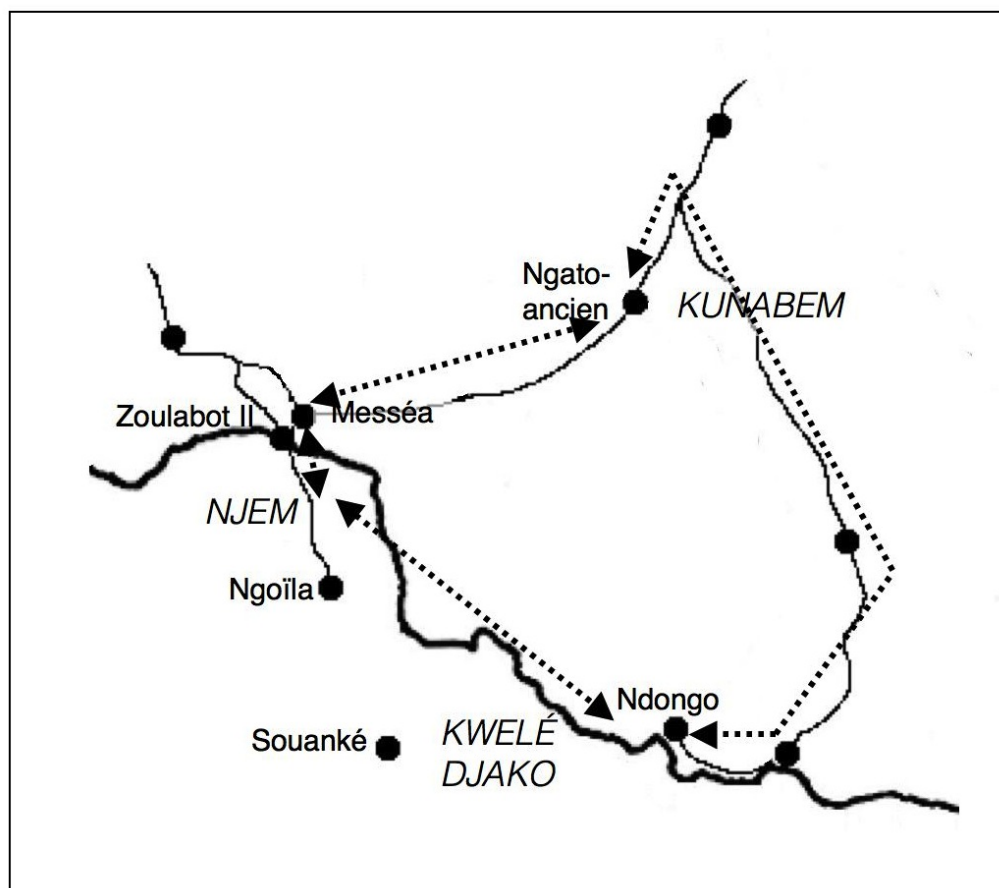 Ngato-
ancien
KUNABEM
Zoulabot II
Messéa
NJEM
Ngoïla
Ndongo
Souanké
KWELÉ
DJAKO